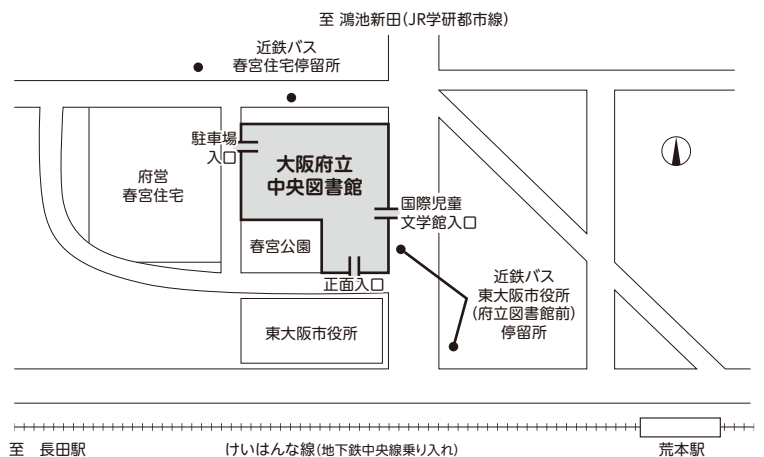 至 鴻池新田(JR学研都市線)
近鉄バス
春宮住宅停留所
駐車場
入口
大阪府立
中央図書館
府営
春宮住宅
国際児童
文学館入口
春宮公園
正面入口
近鉄バス
東大阪市役所
(府立図書館前)
停留所
東大阪市役所
至 長田駅
けいはんな線(地下鉄中央線乗り入れ)
荒本駅